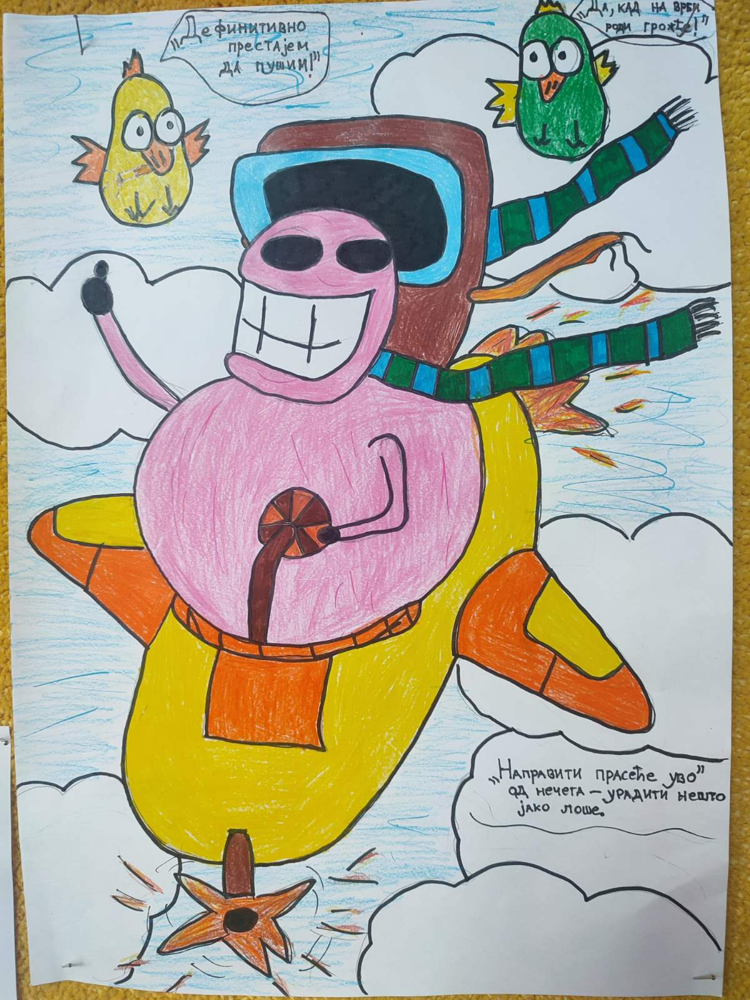 „Дефинитивно
престајем
да пушим!”
„Да, кад на врби
роди грожђе!”
„Направити прасеће уво”
од нечега – урадити нешто
јако лоше.